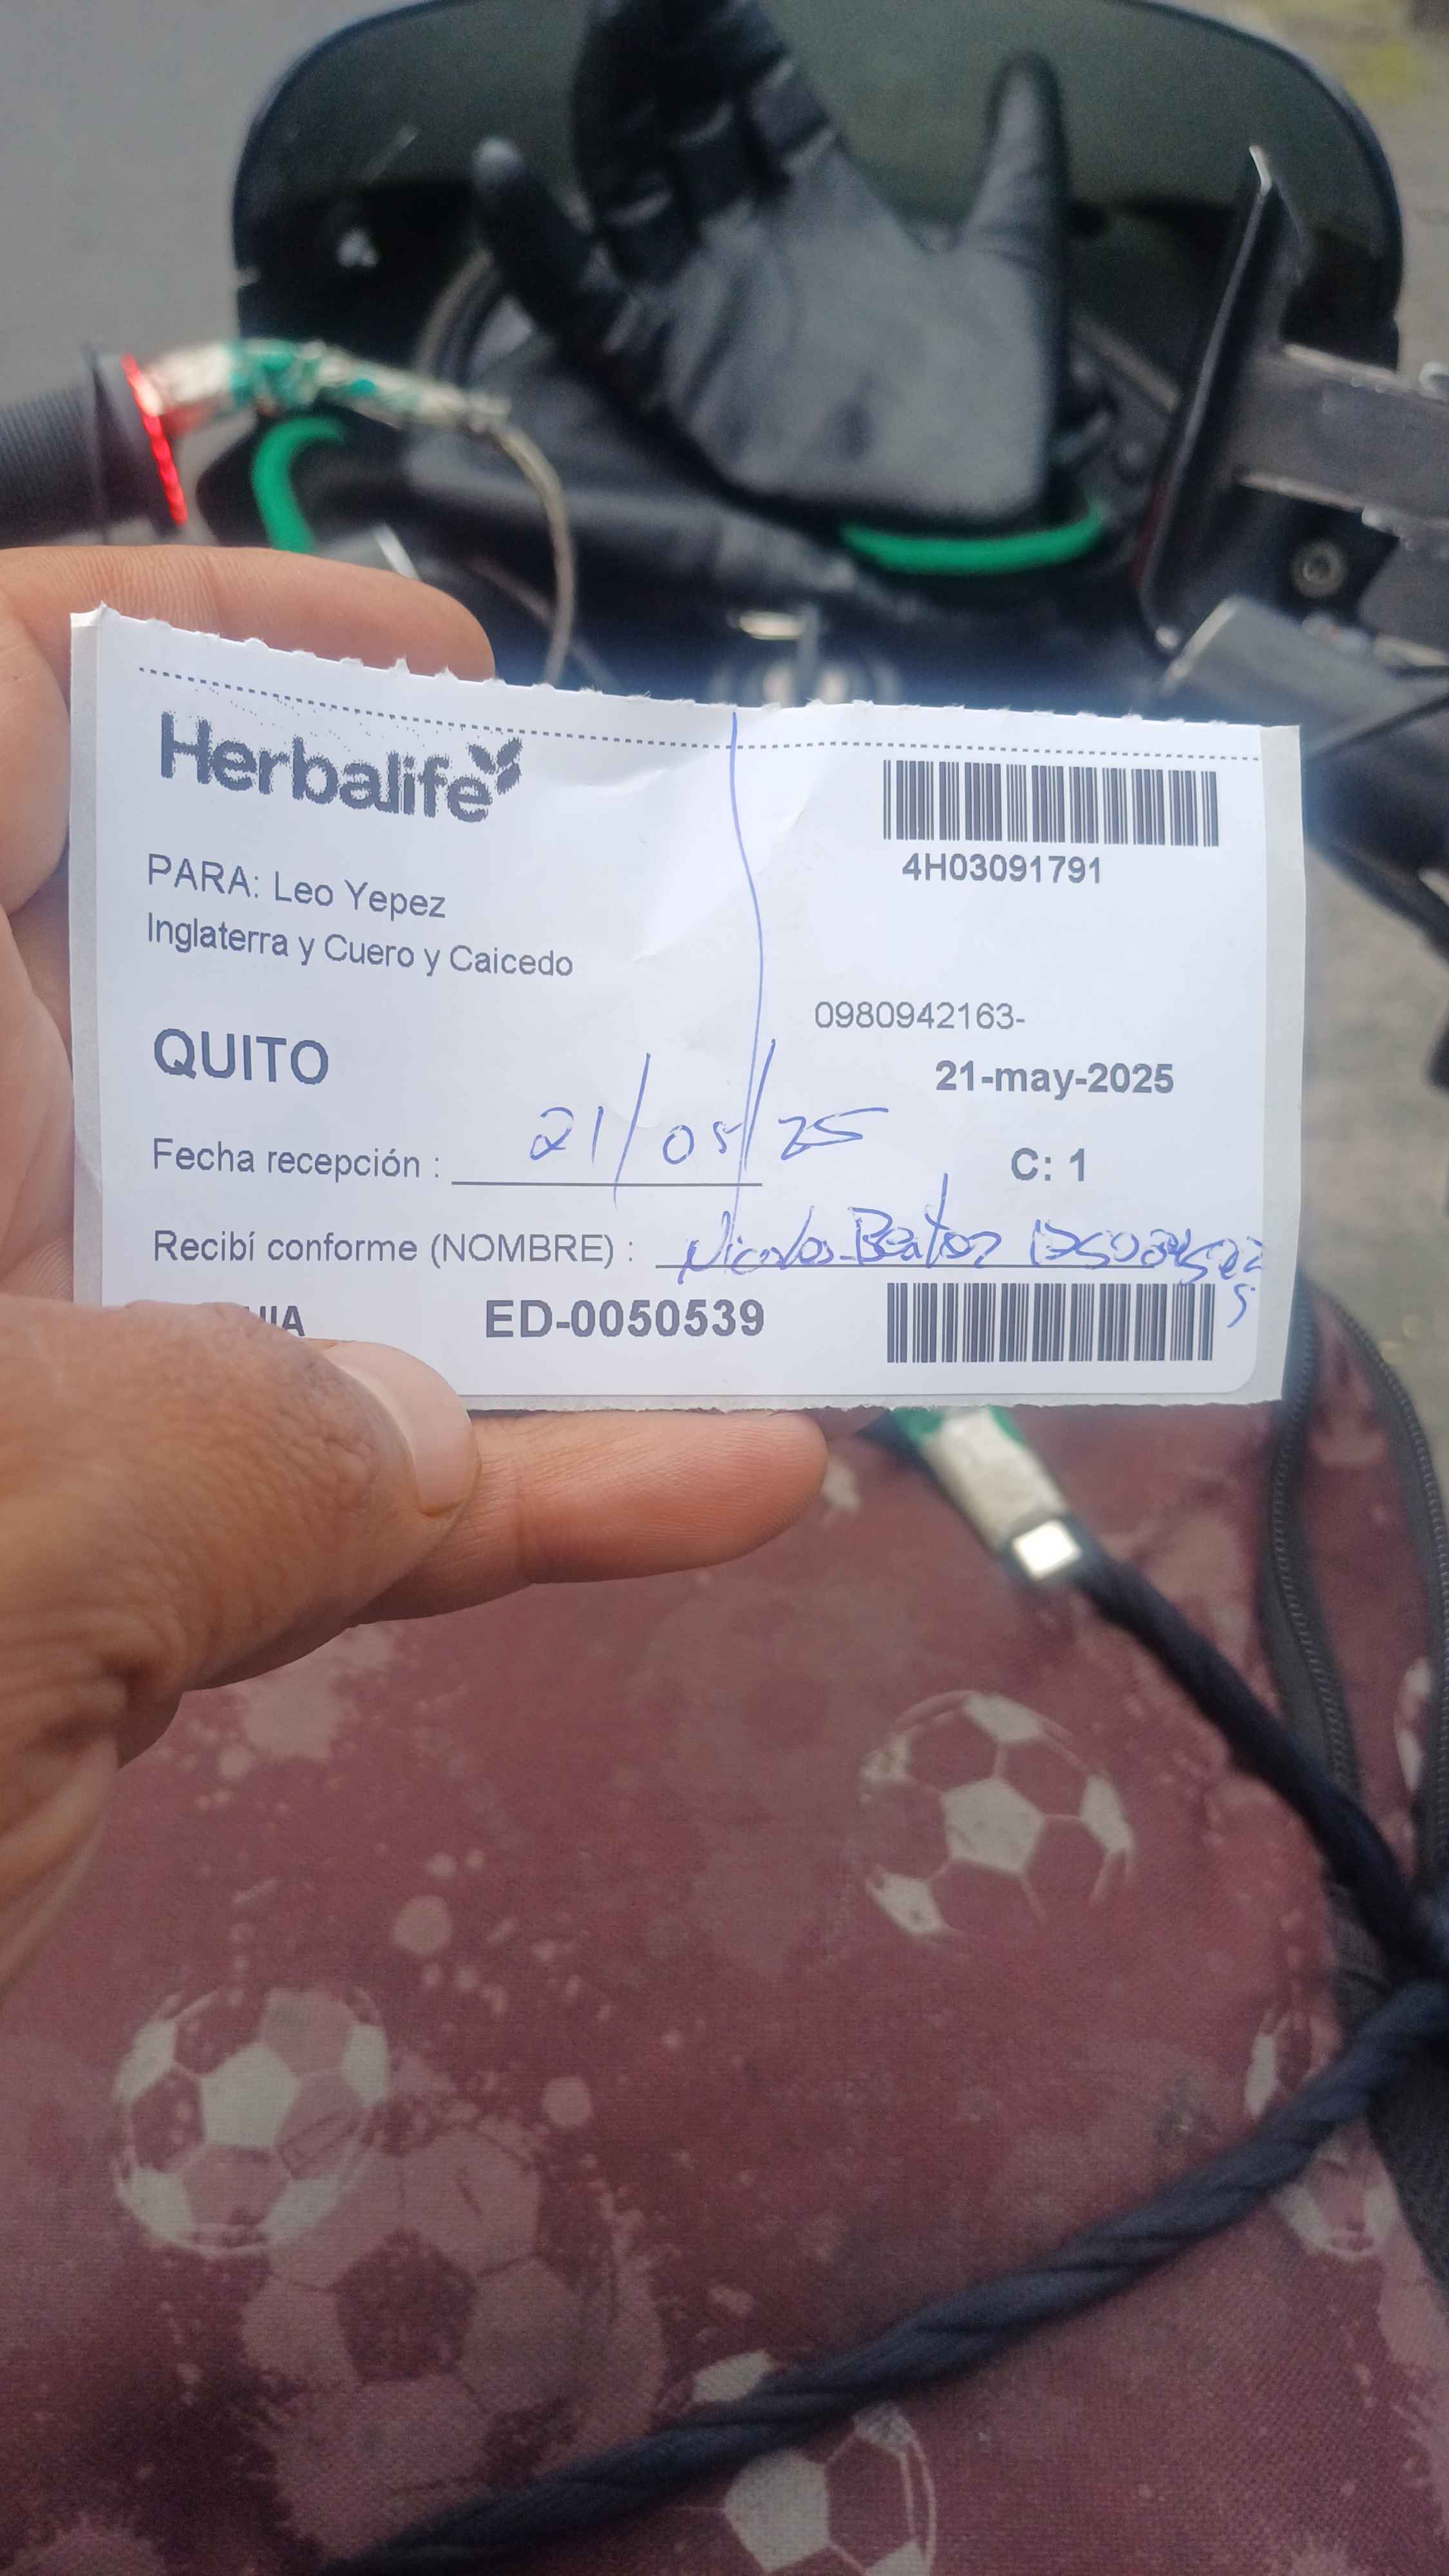 Herbalife
4H03091791
PARA: Leo Yepez
Inglaterra y Cuero y Caicedo
0980942163-
QUITO
21-may-2025
Fecha recepción : 21/05/25
C: 1
Recibí conforme (NOMBRE) :
ED-0050539